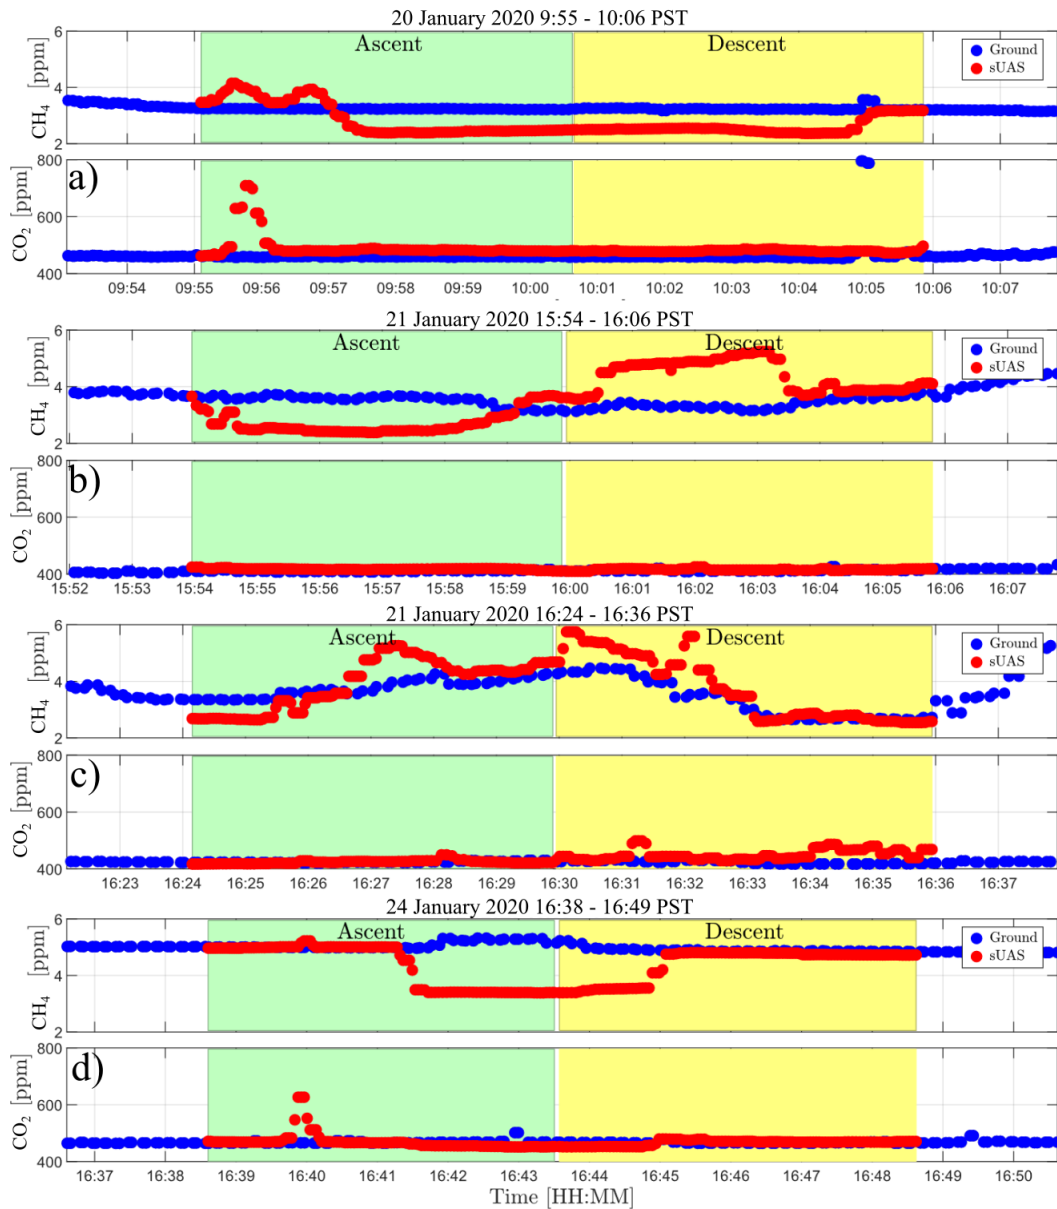 20 January 2020 9:55 - 10:06 PST
Ascent
Descent
Ground
sUAS
CH4 [ppm]
6
4
2
a)
CO2 [ppm]
800
600
400
09:54 09:55 09:56 09:57 09:58 09:59 10:00 10:01 10:02 10:03 10:04 10:05 10:06 10:07
21 January 2020 15:54 - 16:06 PST
Ascent
Descent
Ground
sUAS
CH4 [ppm]
6
4
2
b)
CO2 [ppm]
800
600
400
15:52 15:53 15:54 15:55 15:56 15:57 15:58 15:59 16:00 16:01 16:02 16:03 16:04 16:05 16:06 16:07
21 January 2020 16:24 - 16:36 PST
Ascent
Descent
Ground
sUAS
CH4 [ppm]
6
4
2
c)
CO2 [ppm]
800
600
400
16:23 16:24 16:25 16:26 16:27 16:28 16:29 16:30 16:31 16:32 16:33 16:34 16:35 16:36 16:37
24 January 2020 16:38 - 16:49 PST
Ascent
Descent
Ground
sUAS
CH4 [ppm]
6
4
2
d)
CO2 [ppm]
800
600
400
16:37 16:38 16:39 16:40 16:41 16:42 16:43 16:44 16:45 16:46 16:47 16:48 16:49 16:50
Time [HH:MM]